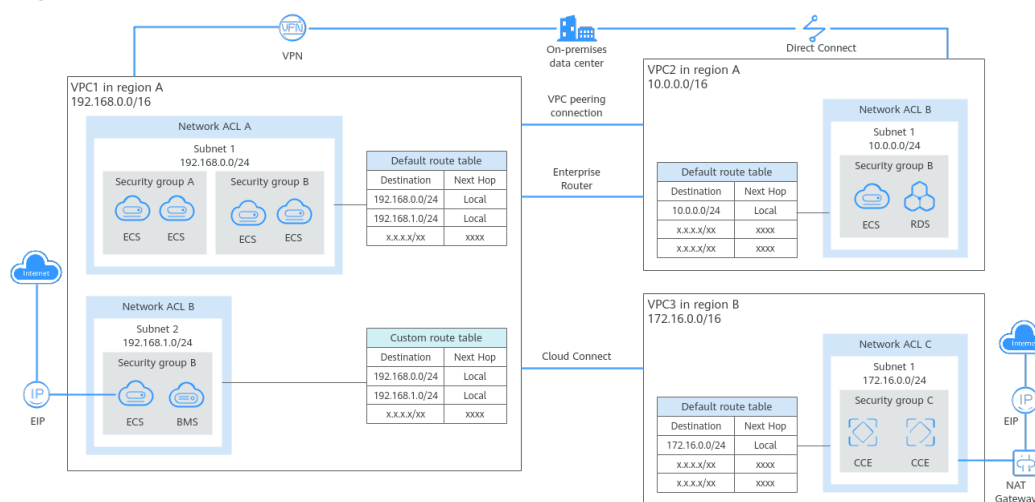 VPN
VPN
On-premises
data center
Direct Connect
VPC1 in region A
192.168.0.0/16
Network ACL A
Subnet 1
192.168.0.0/24
Security group A
ECS ECS
Security group B
ECS ECS
Default route table
Destination Next Hop
192.168.0.0/24 Local
192.168.1.0/24 Local
x.x.x.x/xx xxxx
Network ACL B
Subnet 2
192.168.1.0/24
Security group B
ECS BMS
Custom route table
Destination Next Hop
192.168.0.0/24 Local
192.168.1.0/24 Local
x.x.x.x/xx xxxx
Internet
IP
EIP
VPC peering
connection
Enterprise
Router
Cloud Connect
VPC2 in region A
10.0.0.0/16
Network ACL B
Subnet 1
10.0.0.0/24
Security group B
ECS RDS
Default route table
Destination Next Hop
10.0.0.0/24 Local
x.x.x.x/xx xxxx
x.x.x.x/xx xxxx
VPC3 in region B
172.16.0.0/16
Network ACL C
Subnet 1
172.16.0.0/24
Security group C
CCE CCE
Default route table
Destination Next Hop
172.16.0.0/24 Local
x.x.x.x/xx xxxx
x.x.x.x/xx xxxx
Internet
IP
EIP
NAT
Gateway